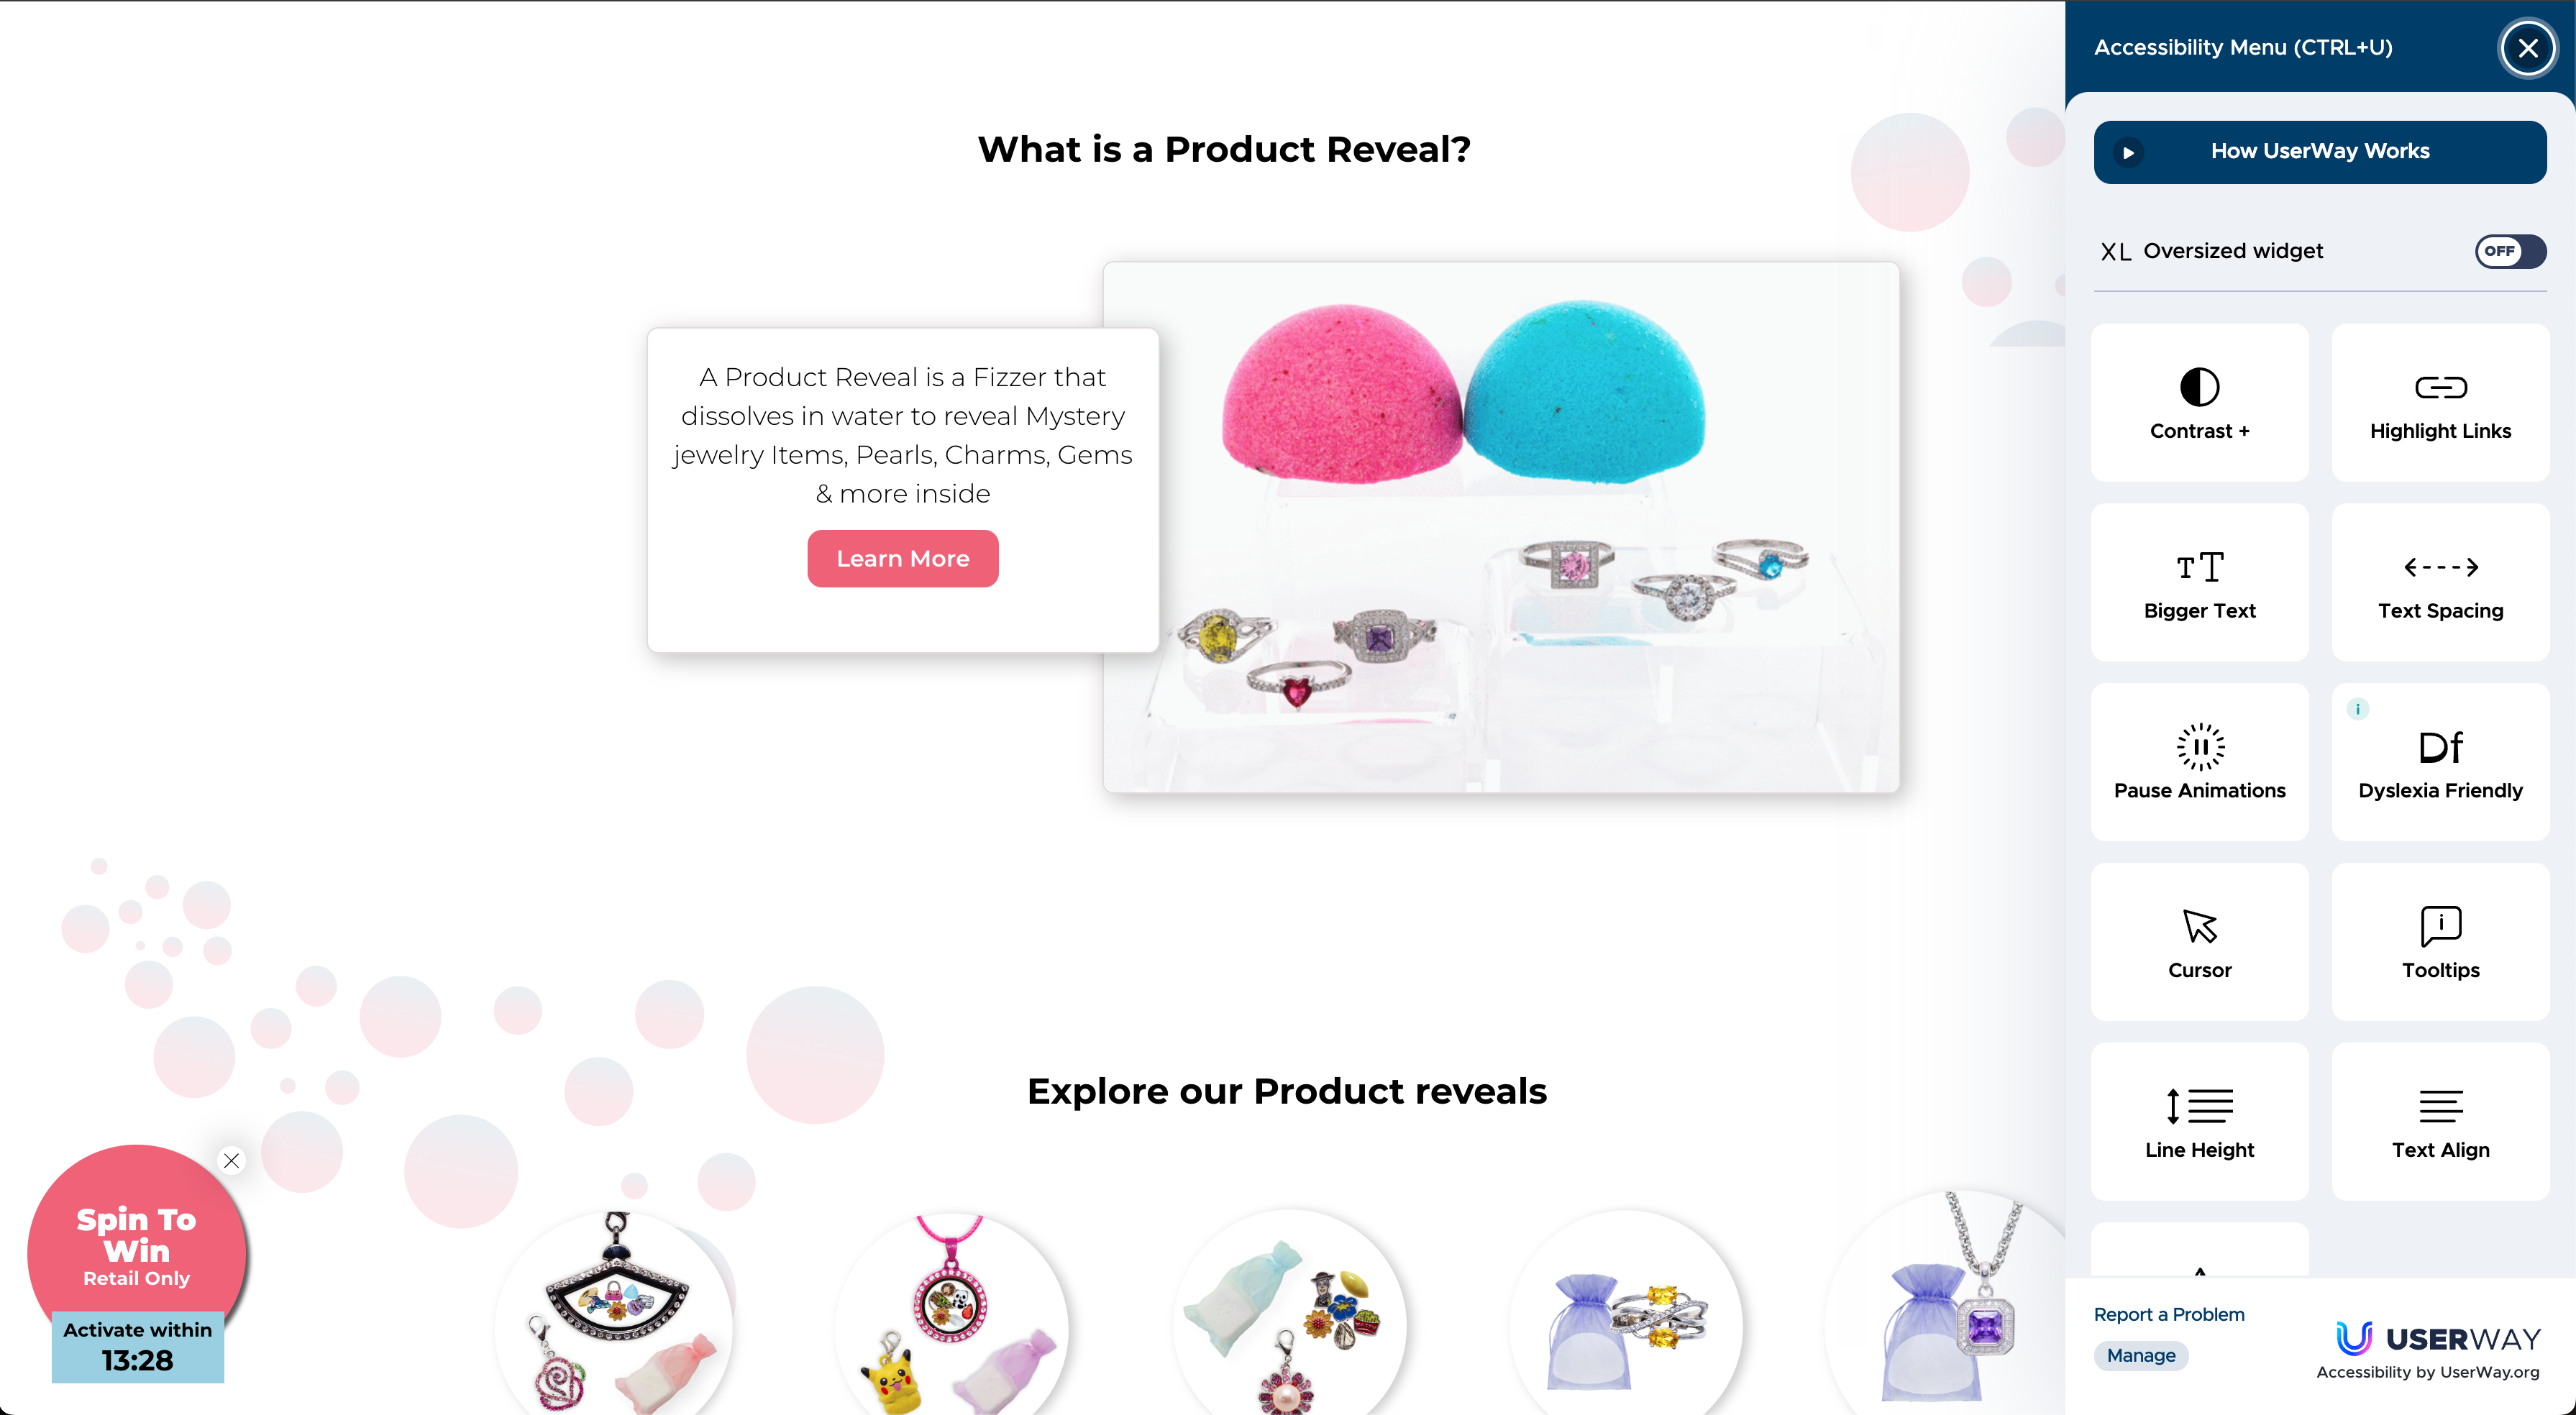 What is a Product Reveal?
A Product Reveal is a Fizzer that
dissolves in water to reveal Mystery
jewelry Items, Pearls, Charms, Gems
& more inside
Learn More
Explore our Product reveals
Spin To
Win
Retail Only
Activate within
13:28
Accessibility Menu (CTRL+U)
How UserWay Works
XL Oversized widget
OFF
Contrast +
Highlight Links
Bigger Text
Text Spacing
Pause Animations
Df
Dyslexia Friendly
Cursor
Tooltips
Line Height
Text Align
Report a Problem
Manage
USERWAY
Accessibility by UserWay.org